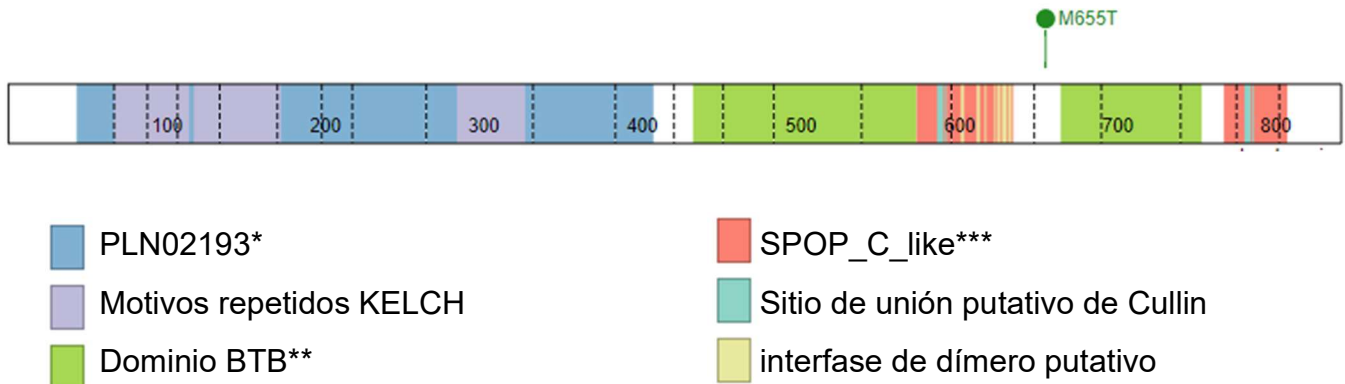 M655T
100 200 300 400 500 600 700 800
PLN02193*
SPOP_C_like***
Motivos repetidos KELCH
Sitio de unión putativo de Cullin
Dominio BTB**
interfase de dímero putativo